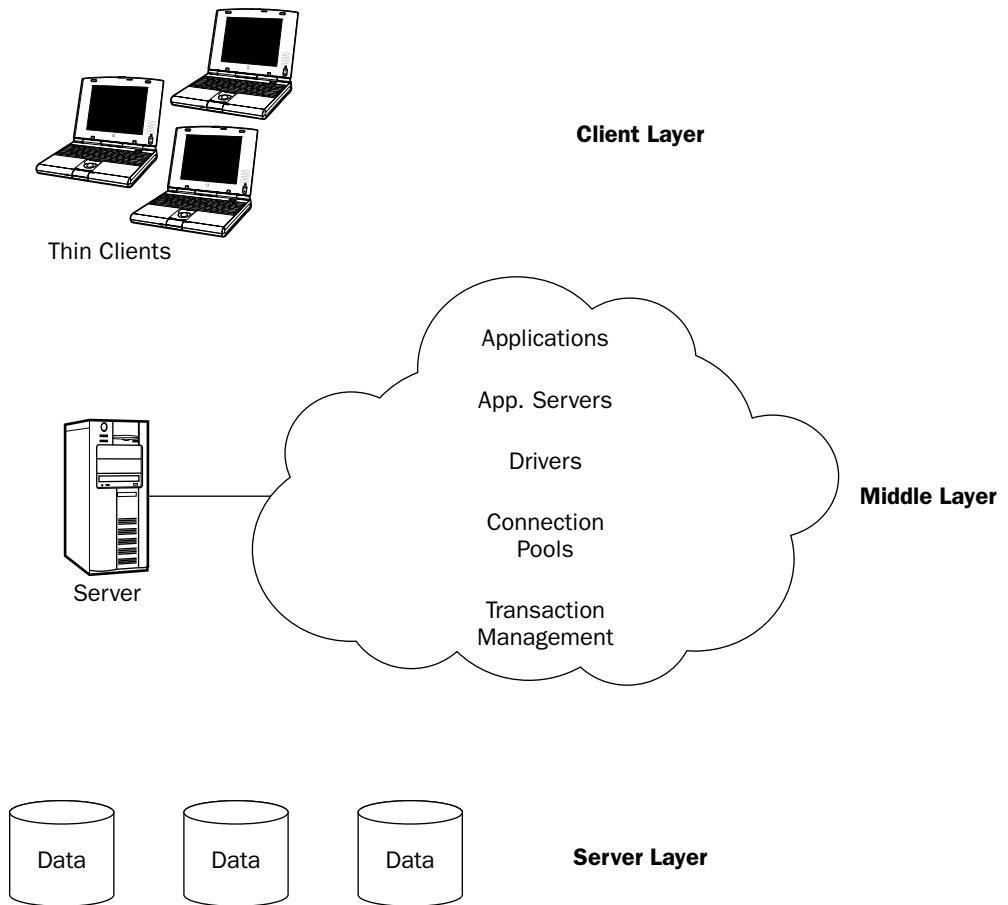 Client Layer
Thin Clients
Applications
App. Servers
Drivers
Connection
Pools
Middle Layer
Server
Transaction
Management
Data
Data
Data
Server Layer